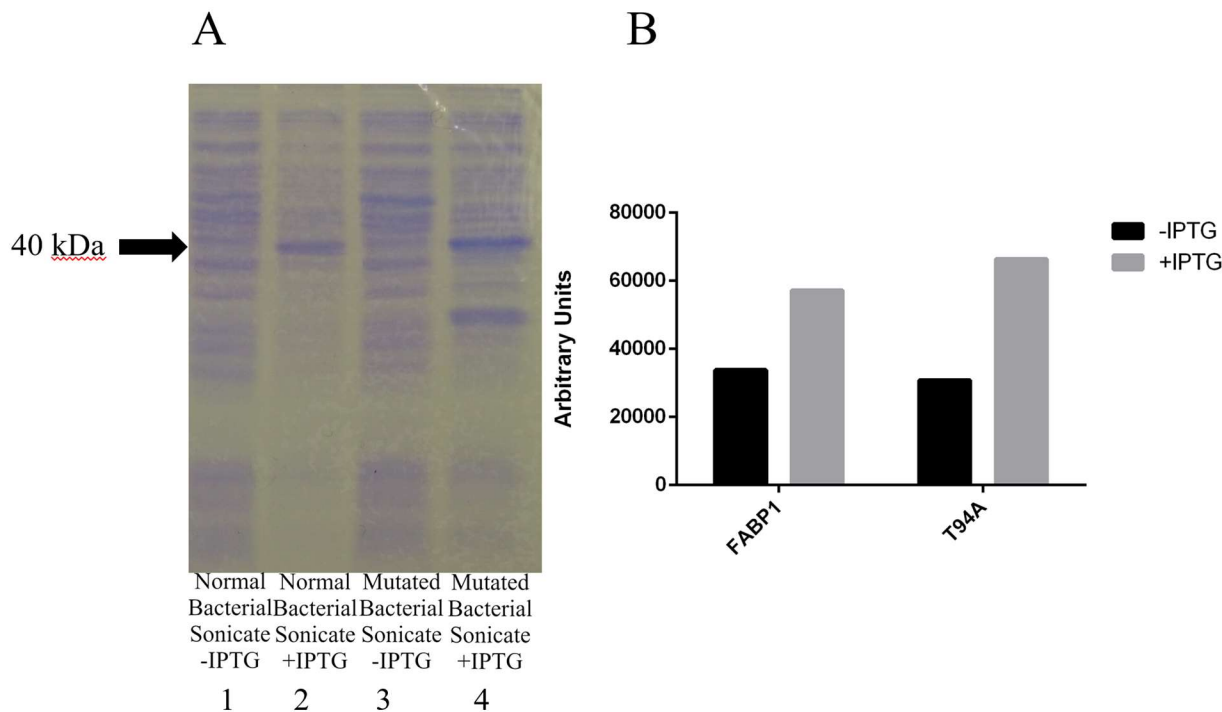 A
B
40 kDa
Normal Normal Mutated Mutated
Bacterial Bacterial Bacterial Bacterial
Sonicate Sonicate Sonicate Sonicate
-IPTG +IPTG -IPTG +IPTG
1 2 3 4
Arbitrary Units
80000
60000
40000
20000
0
FABP1
T94A
-IPTG
+IPTG